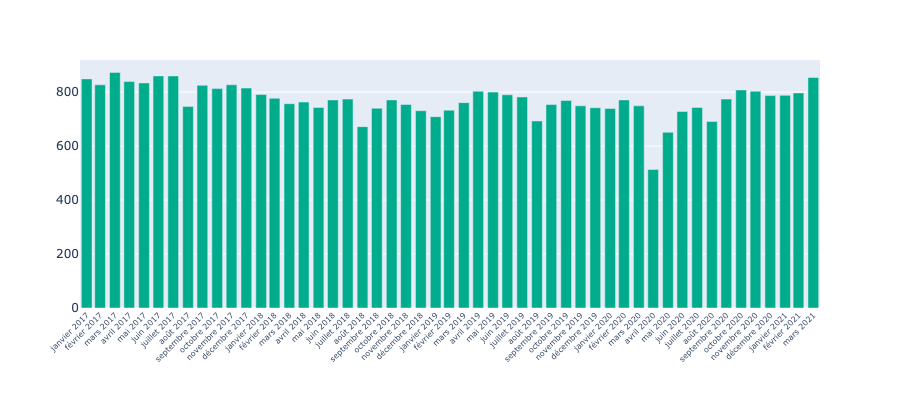 800
600
400
200
0
janvier 2017
février 2017
mars 2017
avril 2017
mai 2017
juin 2017
juillet 2017
août 2017
septembre 2017
octobre 2017
novembre 2017
décembre 2017
janvier 2018
février 2018
mars 2018
avril 2018
mai 2018
juin 2018
juillet 2018
août 2018
septembre 2018
octobre 2018
novembre 2018
décembre 2018
janvier 2019
février 2019
mars 2019
avril 2019
mai 2019
juin 2019
juillet 2019
août 2019
septembre 2019
octobre 2019
novembre 2019
décembre 2019
janvier 2020
février 2020
mars 2020
avril 2020
mai 2020
juin 2020
juillet 2020
août 2020
septembre 2020
octobre 2020
novembre 2020
décembre 2020
janvier 2021
février 2021
mars 2021